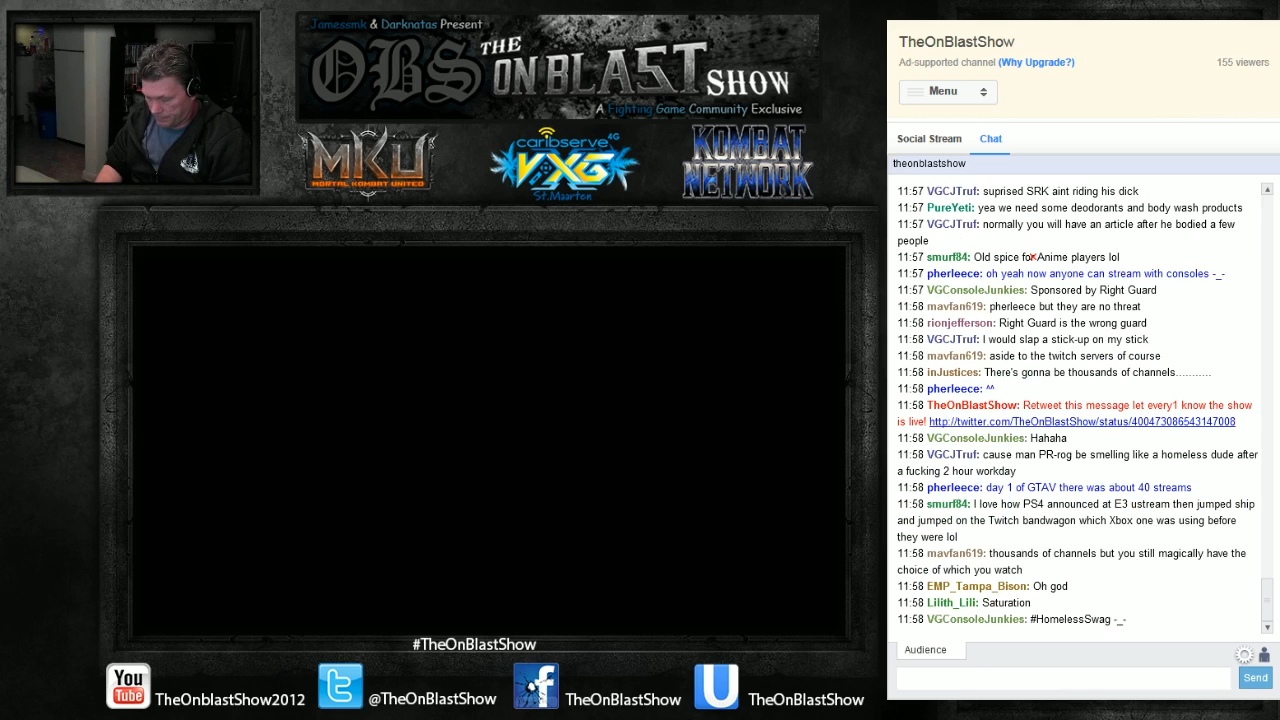 Jamessmk & Darknatas Present
OBS THE ON BLAST SHOW
A Fighting Game Community Exclusive
MKU
MORTAL KOMBAT UNITED
caribserve 4G
VXG
St.Maarten
KOMBAT
NETWORK
#TheOnBlastShow
You
Tube
TheOnblastShow2012
@TheOnBlastShow
TheOnBlastShow
TheOnBlastShow
TheOnBlastShow
Ad-supported channel (Why Upgrade?)
155 viewers
Menu
Social Stream Chat
theonblastshow
11:57 VGCJTruf: suprised SRK aint riding his dick
11:57 PureYeti: yea we need some deodorants and body wash products
11:57 VGCJTruf: normally you will have an article after he bodied a few
people
11:57 smurf84: Old spice for Anime players lol
11:57 pherleece: oh yeah now anyone can stream with consoles -_-
11:57 VGConsoleJunkies: Sponsored by Right Guard
11:58 mavfan619: pherleece but they are no threat
11:58 rionjefferson: Right Guard is the wrong guard
11:58 VGCJTruf: I would slap a stick-up on my stick
11:58 mavfan619: aside to the twitch servers of course
11:58 inJustices: There's gonna be thousands of channels...........
11:58 pherleece: ^^
11:58 TheOnBlastShow: Retweet this message let every1 know the show
is live! http://twitter.com/TheOnBlastShow/status/400473086543147008
11:58 VGConsoleJunkies: Hahaha
11:58 VGCJTruf: cause man PR-rog be smelling like a homeless dude after
a fucking 2 hour workday
11:58 pherleece: day 1 of GTAV there was about 40 streams
11:58 smurf84: I love how PS4 announced at E3 ustream then jumped ship
and jumped on the Twitch bandwagon which Xbox one was using before
they were lol
11:58 mavfan619: thousands of channels but you still magically have the
choice of which you watch
11:58 EMP_Tampa_Bison: Oh god
11:58 Lilith_Lili: Saturation
11:58 VGConsoleJunkies: #HomelessSwag -_-
Audience
Send